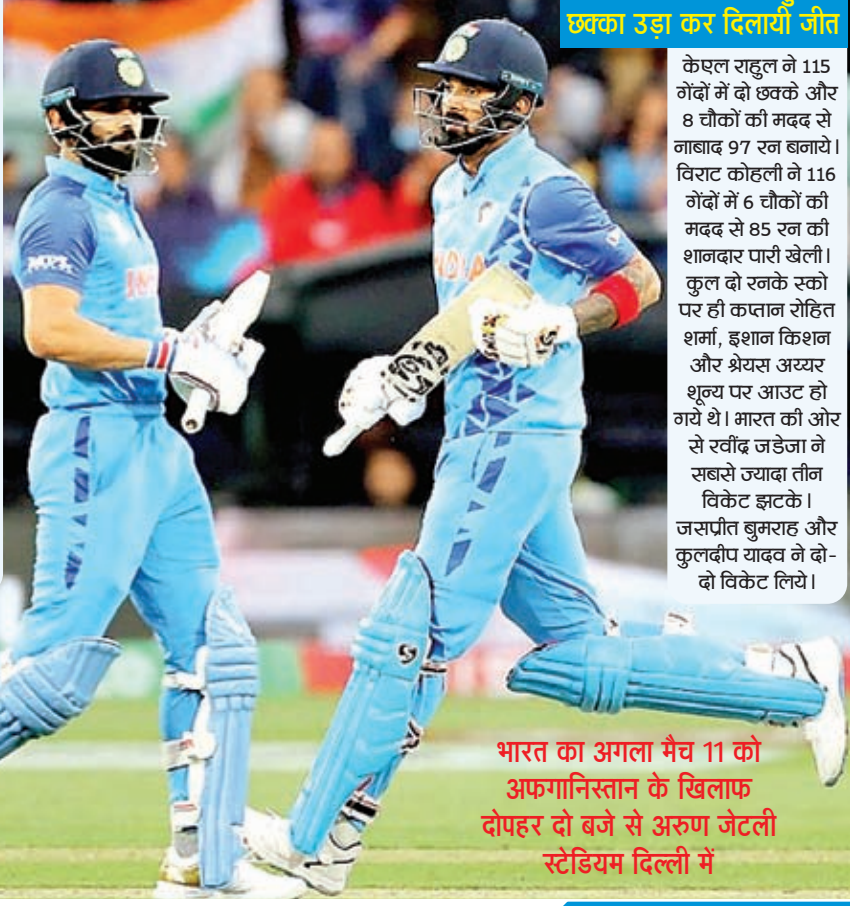 छक्का उड़ा कर दिलायी जीत
केएल राहुल ने 115
गेंदों में दो छक्के और
8 चौकों की मदद से
नाबाद 97 रन बनाये।
विराट कोहली ने 116
गेंदों में 6 चौकों की
मदद से 85 रन की
शानदार पारी खेली।
कुल दो रनके स्को
पर ही कप्तान रोहित
शर्मा, इशान किशन
और श्रेयस अय्यर
शून्य पर आउट हो
गये थे। भारत की ओर
से रवींद्र जडेजा ने
सबसे ज्यादा तीन
विकेट झटके।
जसप्रीत बुमराह और
कुलदीप यादव ने दो-
दो विकेट लिये।
MPL
भारत का अगला मैच 11 को
अफगानिस्तान के खिलाफ
दोपहर दो बजे से अरुण जेटली
स्टेडियम दिल्ली में